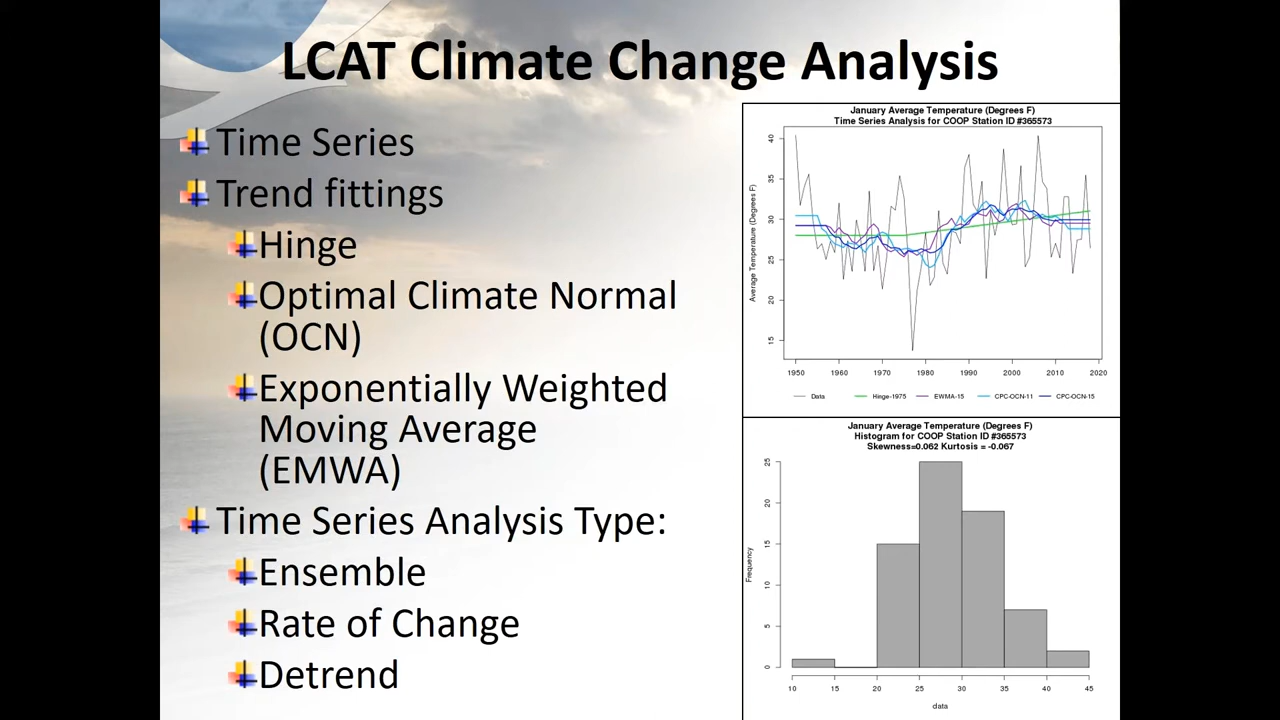 LCAT Climate Change Analysis
Time Series
Trend fittings
Hinge
Optimal Climate Normal
(OCN)
Exponentially Weighted
Moving Average
(EMWA)
Time Series Analysis Type:
Ensemble
Rate of Change
Detrend
January Average Temperature (Degrees F)
Time Series Analysis for COOP Station ID #365573
Average Temperature (Degrees F)
40
35
30
25
20
15
1950 1960 1970 1980 1990 2000 2010 2020
Data Hinge-1975 EWMA-15 CPC-OCN-11 CPC-OCN-15
January Average Temperature (Degrees F)
Histogram for COOP Station ID #365573
Skewness=0.062 Kurtosis = -0.067
Frequency
25
20
15
10
5
0
10 15 20 25 30 35 40 45
data